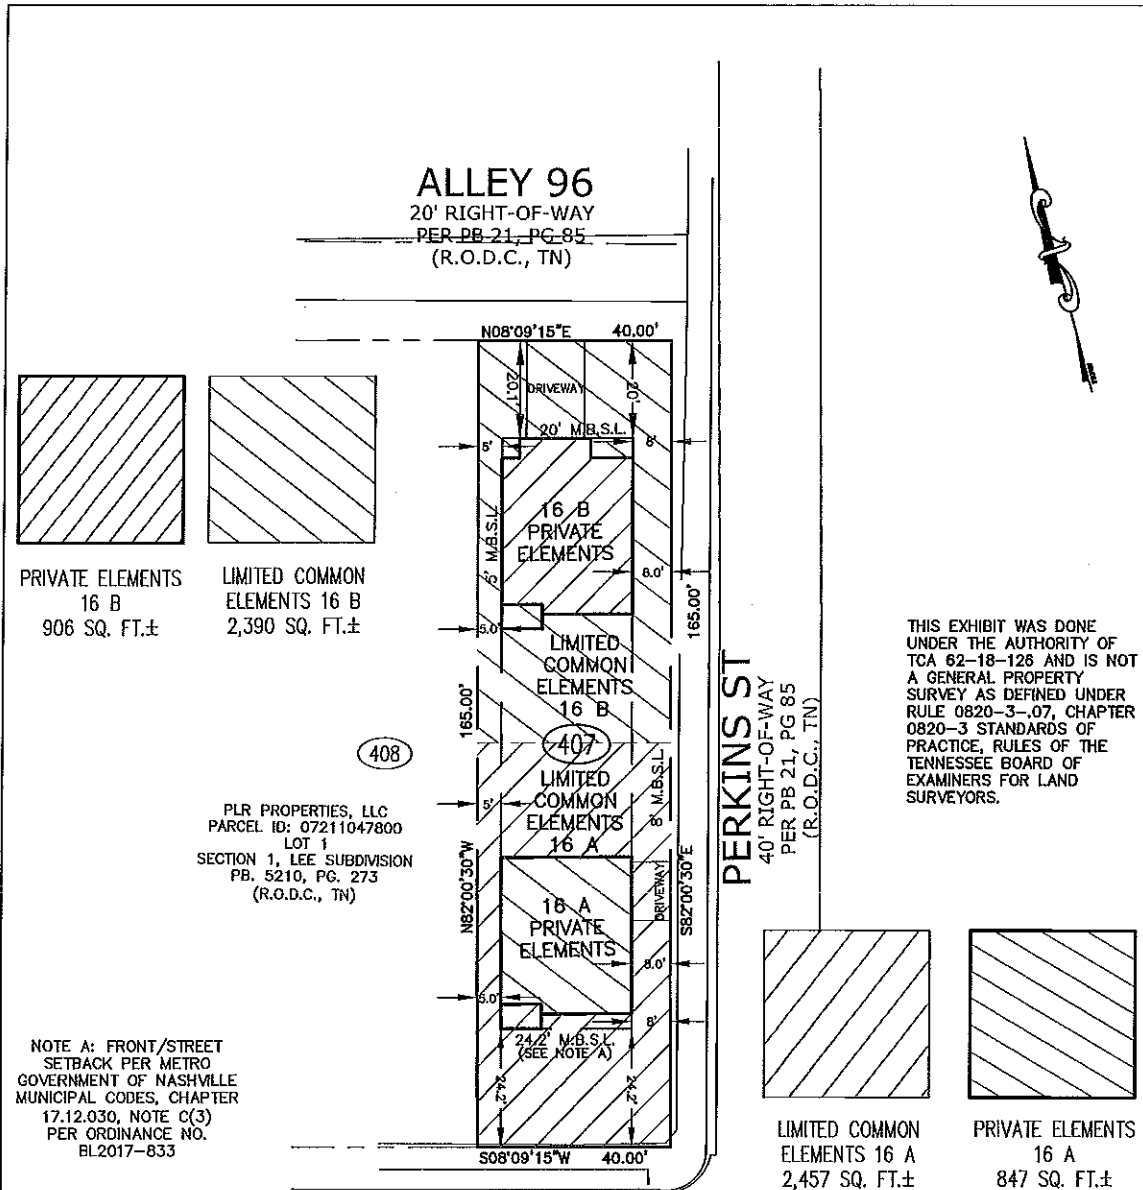 ALLEY 96
20' RIGHT-OF-WAY
PER PB 21, PG 85
(R.O.D.C., TN)
N08°09'15"E 40.00'
20.1'
DRIVEWAY
20'
20' M.B.S.L.
5'
8'
16 B
PRIVATE
ELEMENTS
5' M.B.S.L.
8.0'
5.0'
165.00'
PRIVATE ELEMENTS
16 B
906 SQ. FT.±
LIMITED COMMON
ELEMENTS 16 B
2,390 SQ. FT.±
LIMITED
COMMON
ELEMENTS
16 B
165.00'
407
408
LIMITED
COMMON
ELEMENTS
16 A
5'
8' M.B.S.L.
PERKINS ST
40' RIGHT-OF-WAY
PER PB 21, PG 85
(R.O.D.C., TN)
THIS EXHIBIT WAS DONE
UNDER THE AUTHORITY OF
TCA 62-18-126 AND IS NOT
A GENERAL PROPERTY
SURVEY AS DEFINED UNDER
RULE 0820-3-.07, CHAPTER
0820-3 STANDARDS OF
PRACTICE, RULES OF THE
TENNESSEE BOARD OF
EXAMINERS FOR LAND
SURVEYORS.
PLR PROPERTIES, LLC
PARCEL ID: 07211047800
LOT 1
SECTION 1, LEE SUBDIVISION
PB. 5210, PG. 273
(R.O.D.C., TN)
N82°00'30"W
16 A
PRIVATE
ELEMENTS
DRIVEWAY
S82°00'30"E
8.0'
5.0'
8'
24.2' M.B.S.L.
(SEE NOTE A)
24.2'
24.2'
S08°09'15"W 40.00'
NOTE A: FRONT/STREET
SETBACK PER METRO
GOVERNMENT OF NASHVILLE
MUNICIPAL CODES, CHAPTER
17.12.030, NOTE C(3)
PER ORDINANCE NO.
BL2017-833
LIMITED COMMON
ELEMENTS 16 A
2,457 SQ. FT.±
PRIVATE ELEMENTS
16 A
847 SQ. FT.±